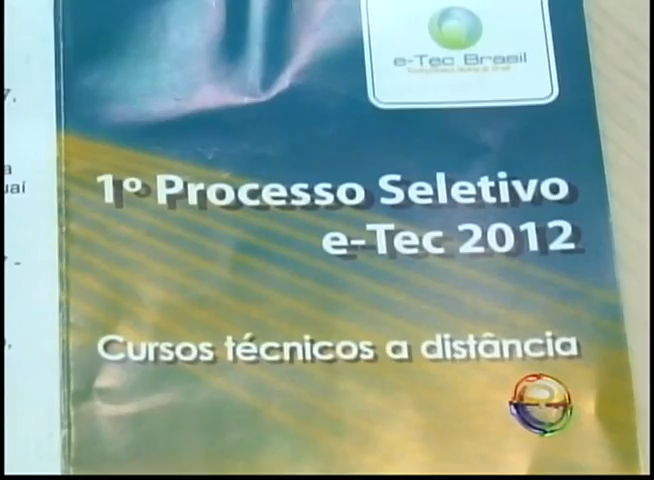 e-Tec Brasil
1º Processo Seletivo
e-Tec 2012
Cursos técnicos a distância